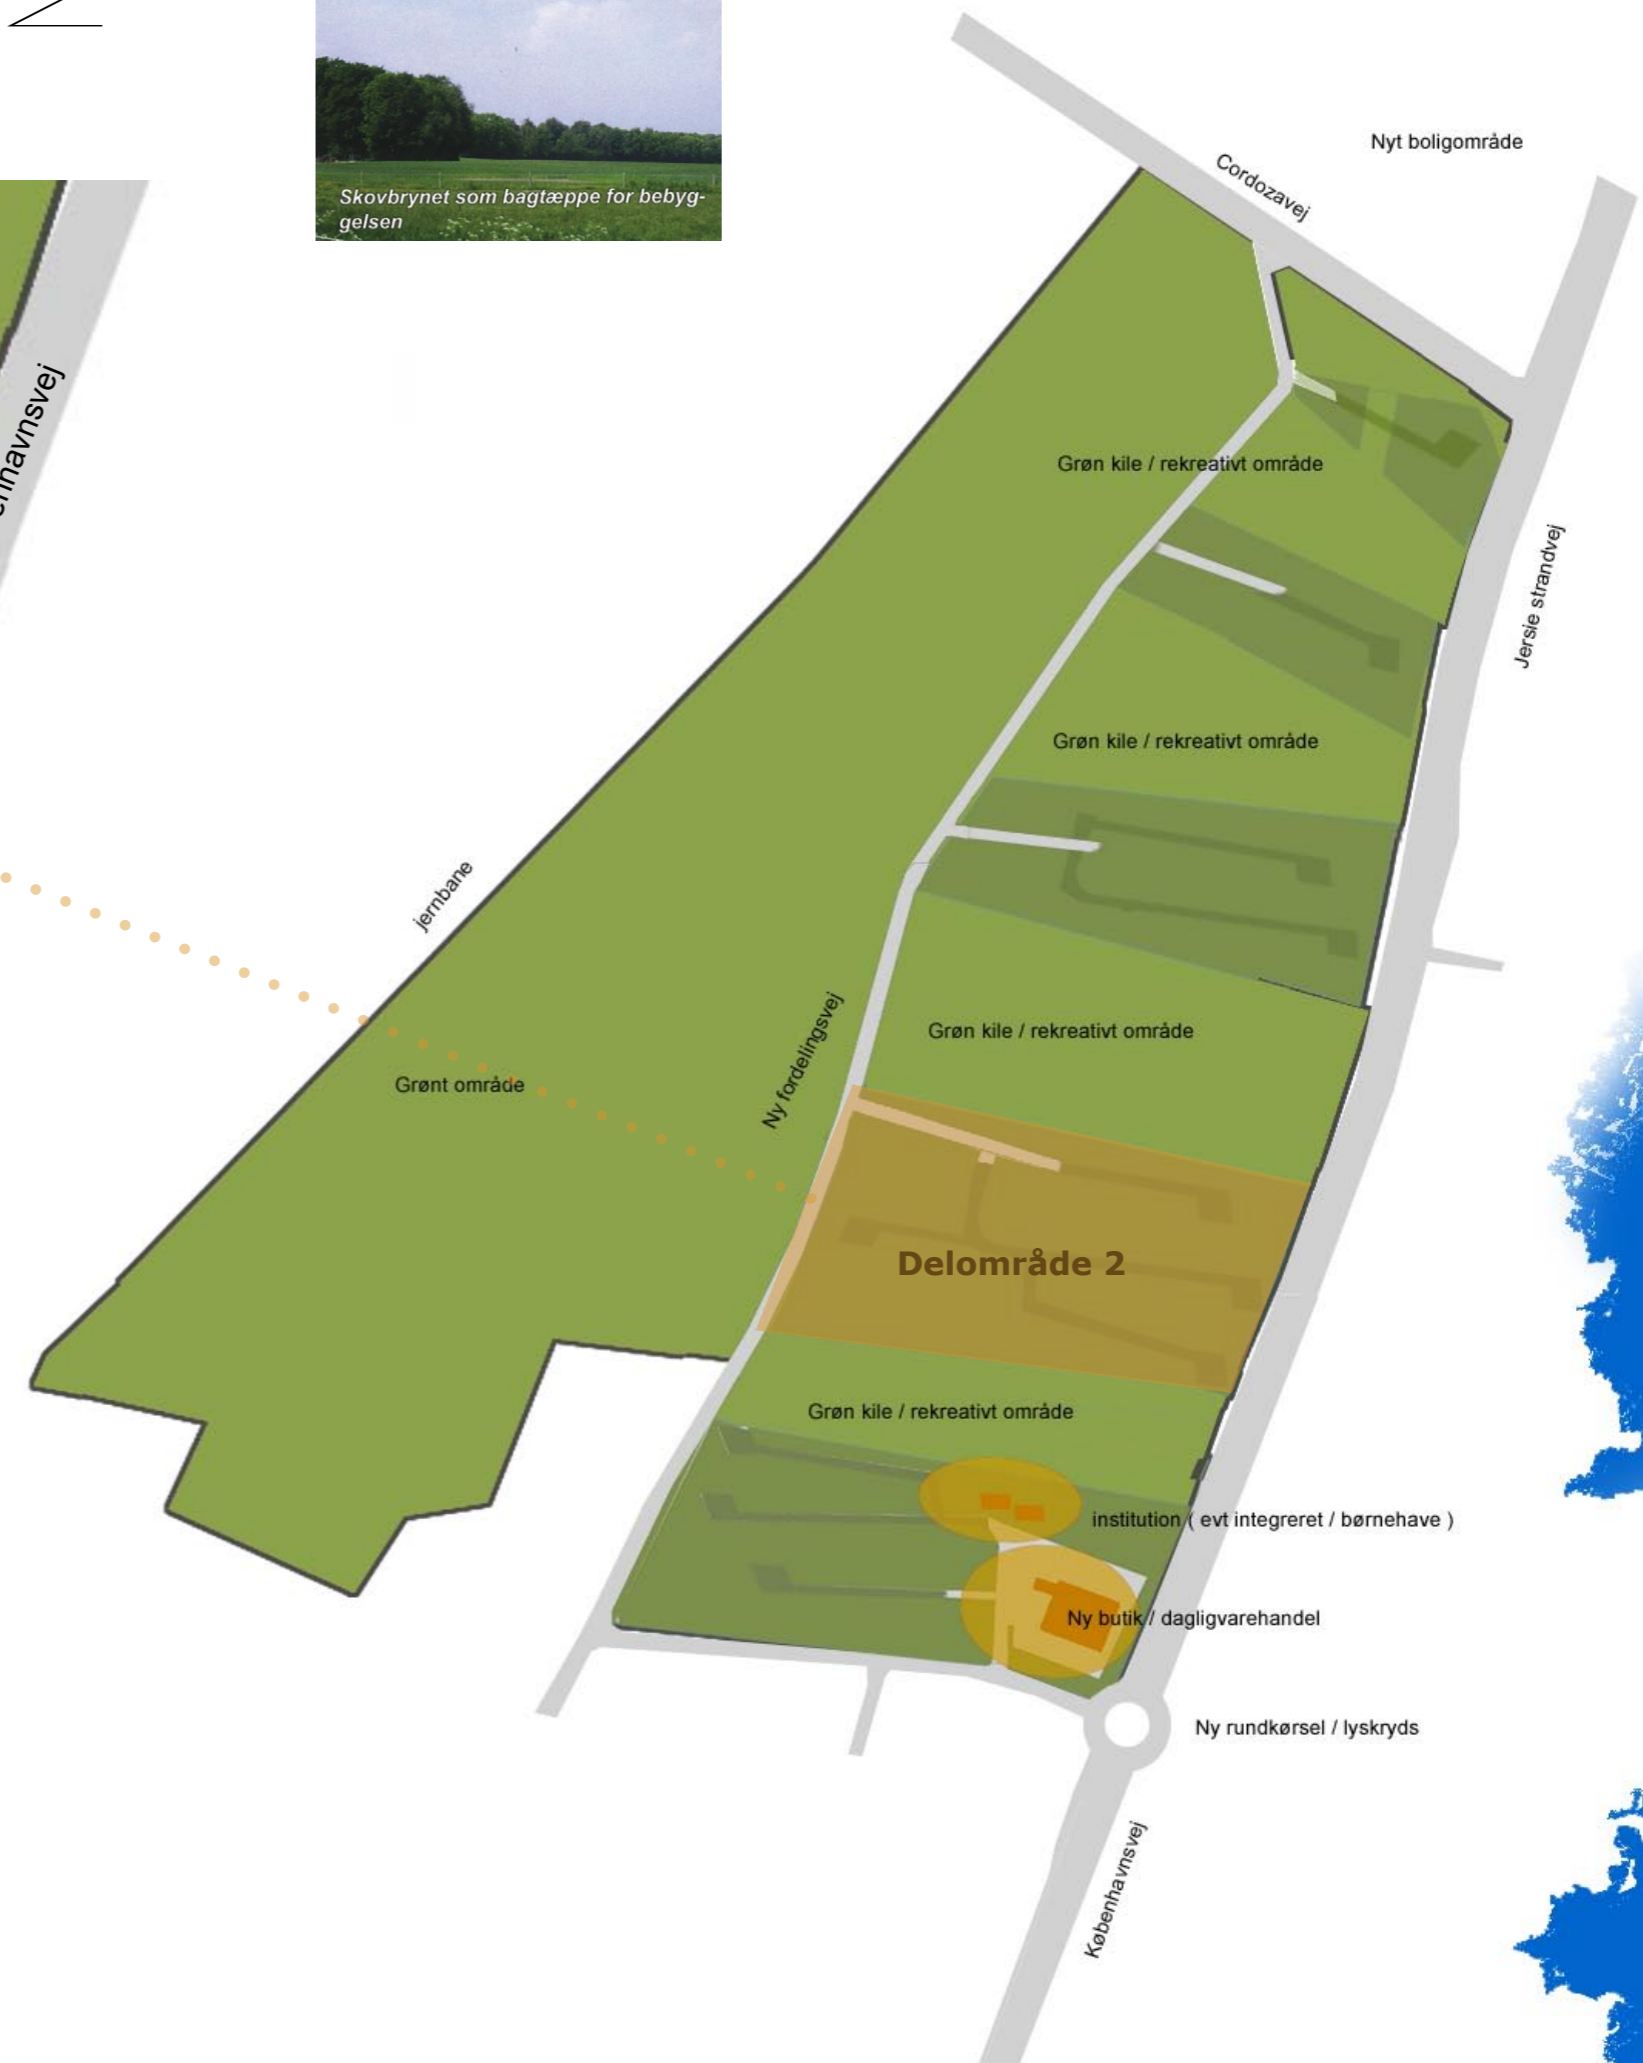 Skovbrynet som bagtæppe for bebyg-
gelsen
Nyt boligområde
Cordozavej
Grøn kile / rekreativt område
Jersie strandvej
Grøn kile / rekreativt område
jernbane
Ny fordelingsvej
Grøn kile / rekreativt område
Grønt område
Delområde 2
Grøn kile / rekreativt område
institution ( evt integreret / børnehave )
Ny butik / dagligvarehandel
Ny rundkørsel / lyskryds
Københavnsvej